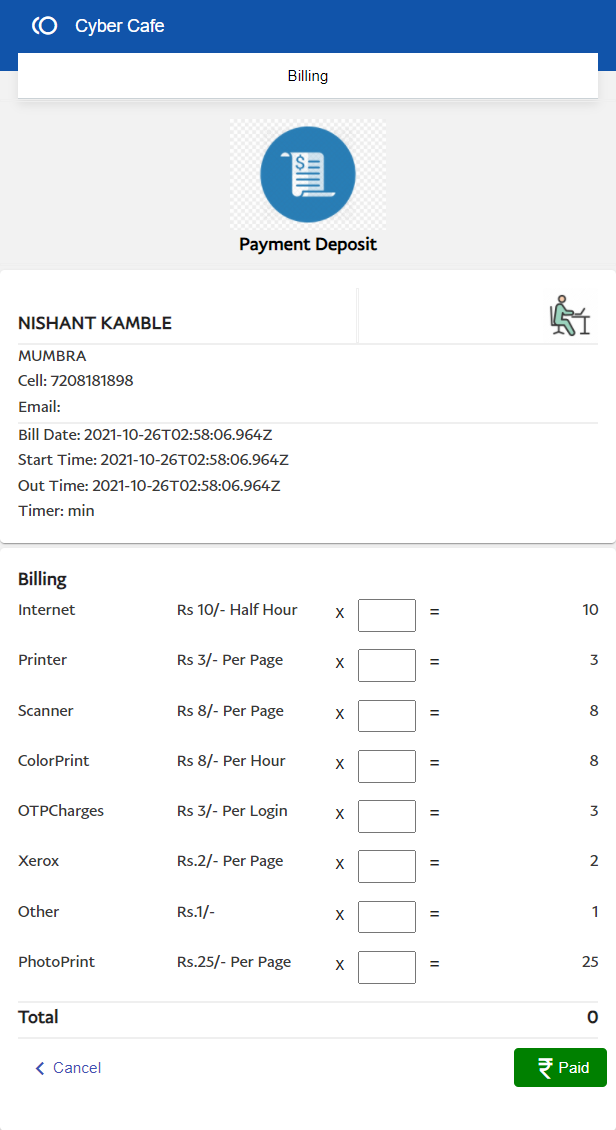 Cyber Cafe
Billing
$
Payment Deposit
NISHANT KAMBLE
MUMBRA
Cell: 7208181898
Email:
Bill Date: 2021-10-26T02:58:06.964Z
Start Time: 2021-10-26T02:58:06.964Z
Out Time: 2021-10-26T02:58:06.964Z
Timer: min
Billing
Internet Rs 10/- Half Hour x = 10
Printer Rs 3/- Per Page x = 3
Scanner Rs 8/- Per Page x = 8
ColorPrint Rs 8/- Per Hour x = 8
OTPCharges Rs 3/- Per Login x = 3
Xerox Rs.2/- Per Page x = 2
Other Rs.1/- x = 1
PhotoPrint Rs.25/- Per Page x = 25
Total 0
Cancel ₹ Paid